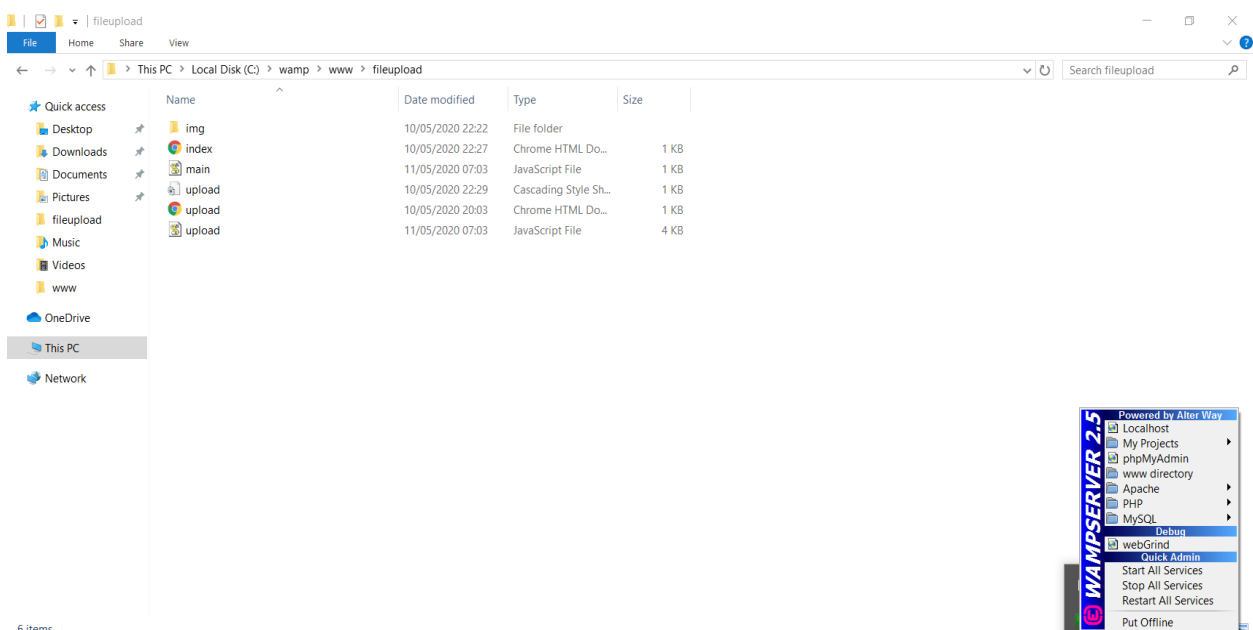 fileupload
File Home Share View
This PC > Local Disk (C:) > wamp > www > fileupload
Search fileupload
Name Date modified Type Size
Quick access
Desktop
Downloads
Documents
Pictures
fileupload
Music
Videos
www
OneDrive
This PC
Network
img 10/05/2020 22:22 File folder
index 10/05/2020 22:27 Chrome HTML Do... 1 KB
main 11/05/2020 07:03 JavaScript File 1 KB
upload 10/05/2020 22:29 Cascading Style Sh... 1 KB
upload 10/05/2020 20:03 Chrome HTML Do... 1 KB
upload 11/05/2020 07:03 JavaScript File 4 KB
WAMPSERVER 2.5
Powered by Alter Way
Localhost
My Projects
phpMyAdmin
www directory
Apache
PHP
MySQL
Debug
webGrind
Quick Admin
Start All Services
Stop All Services
Restart All Services
Put Offline
6 items